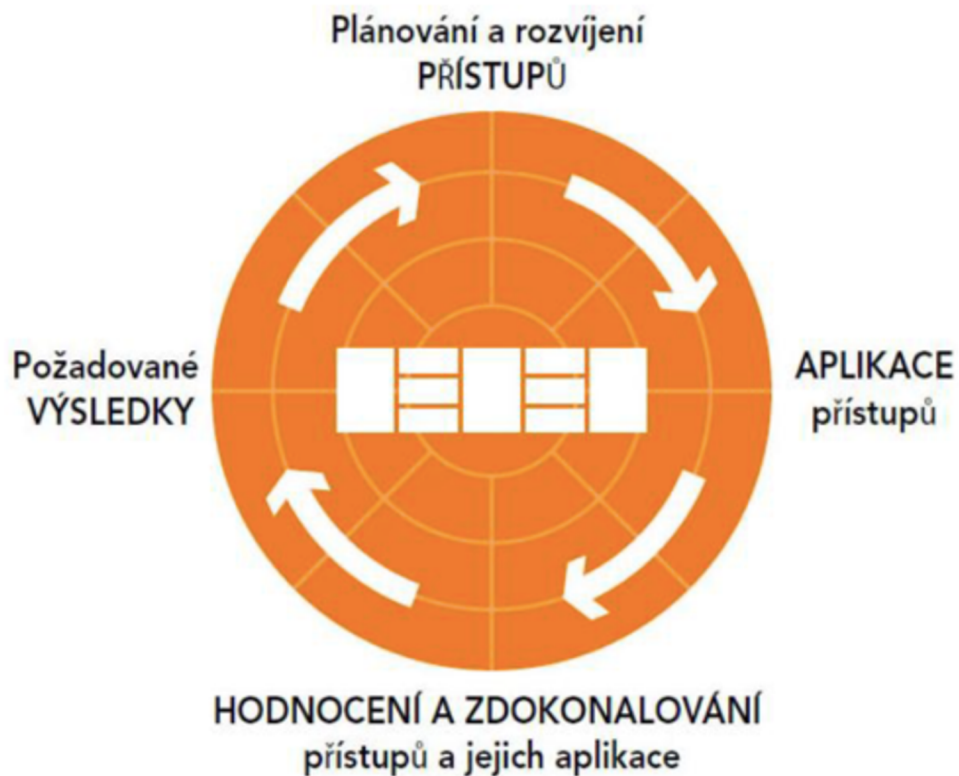 Plánování a rozvíjení
PŘÍSTUPŮ
Požadované
VÝSLEDKY
APLIKACE
přístupů
HODNOCENÍ A ZDOKONALOVÁNÍ
přístupů a jejich aplikace